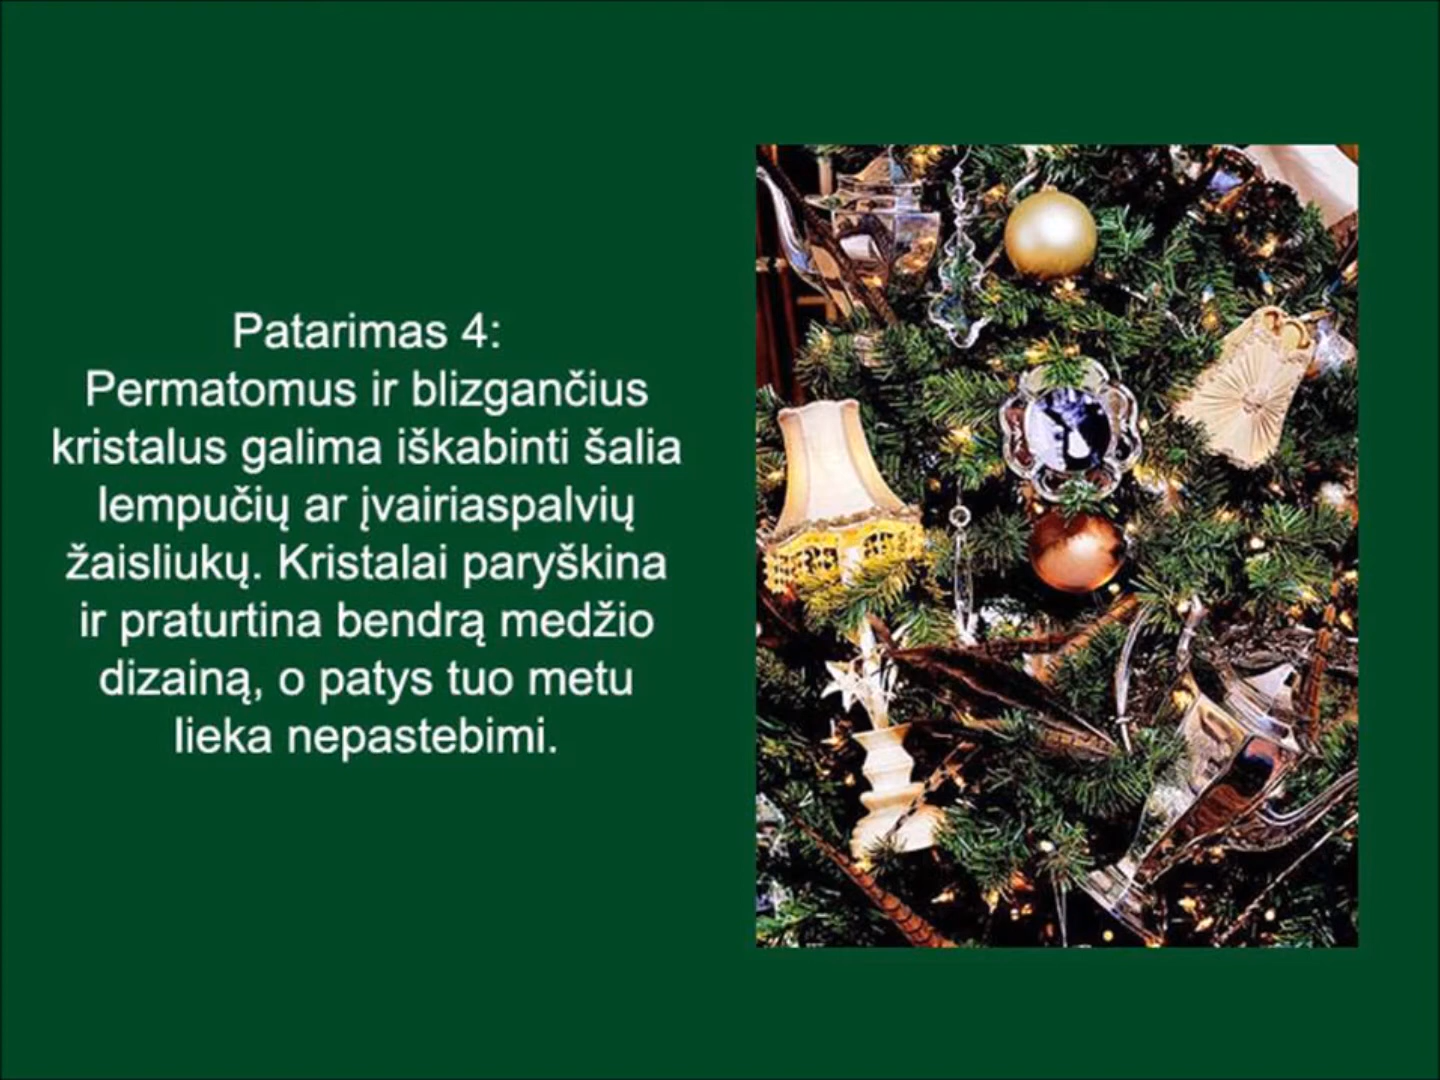 Patarimas 4:
Permatomus ir blizgančius
kristalus galima iškabinti šalia
lempučių ar įvairiaspalvių
žaisliukų. Kristalai paryškina
ir praturtina bendrą medžio
dizainą, o patys tuo metu
lieka nepastebimi.